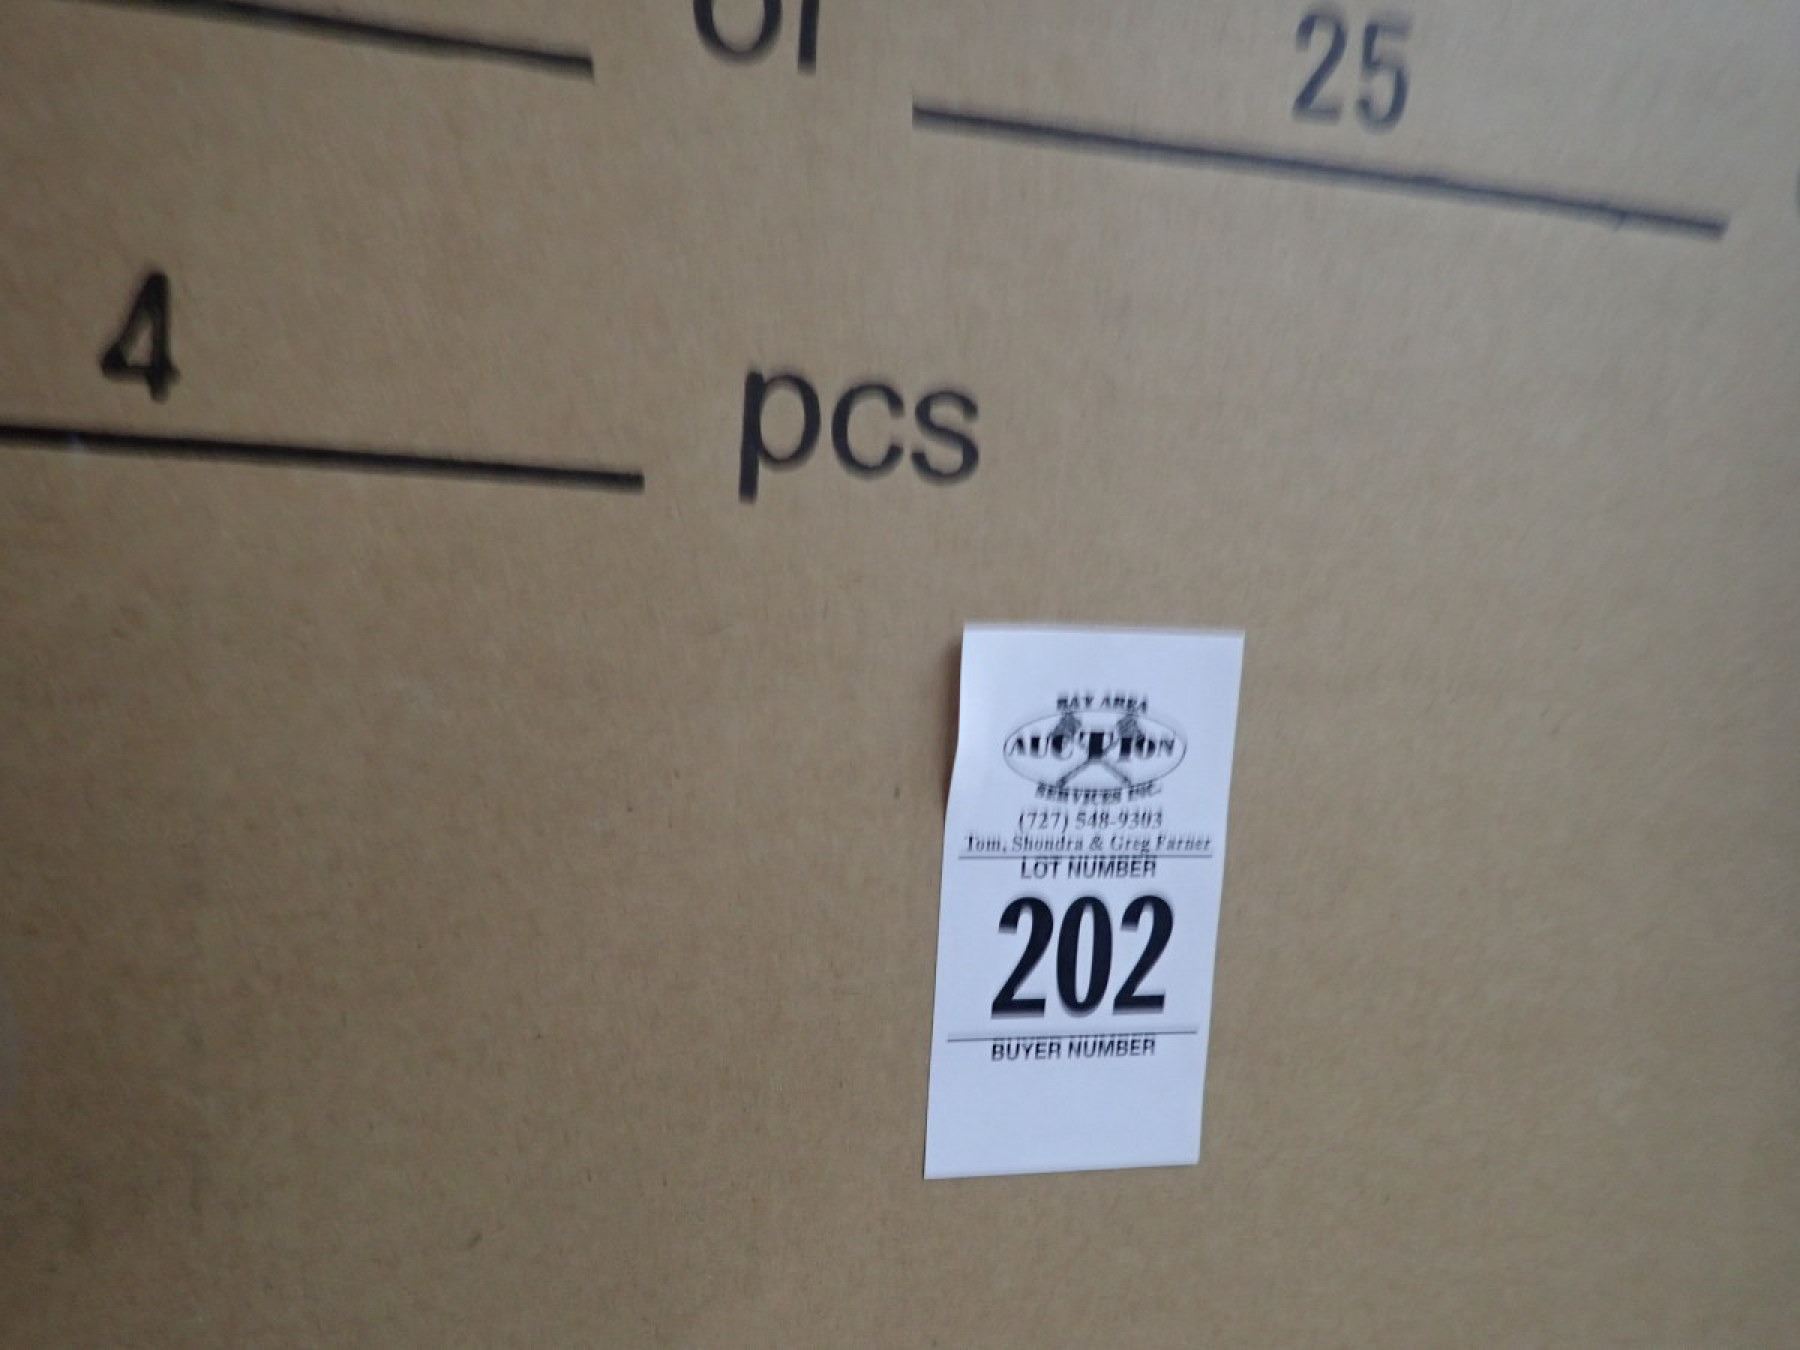 of 25
4 pcs
BAY AREA
AUCTION
SERVICES INC.
(727) 548-9303
Tom, Shondra & Greg Farner
LOT NUMBER
202
BUYER NUMBER